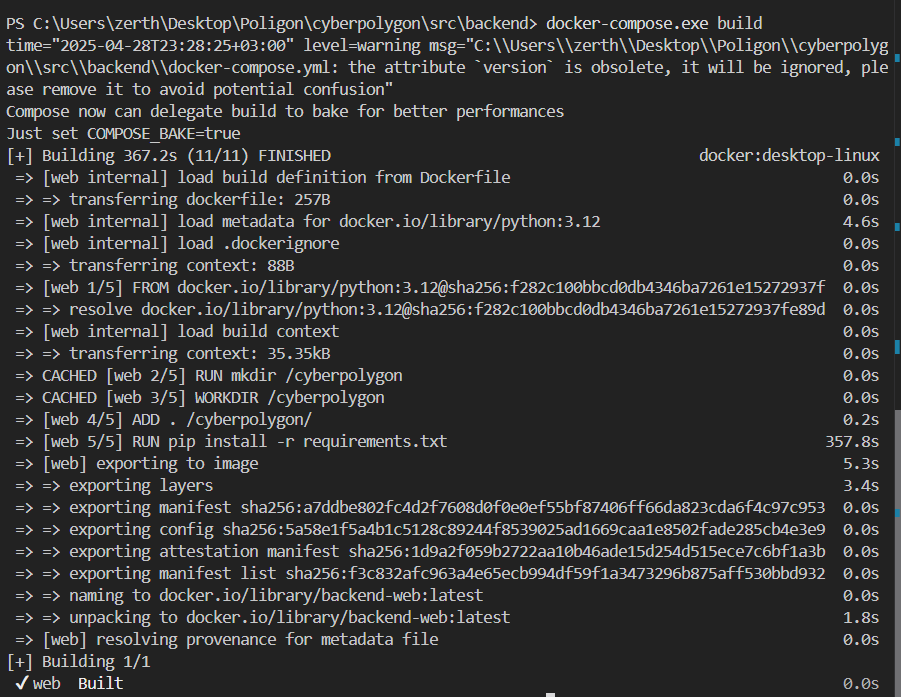 PS C:\Users\zerth\Desktop\Poligon\cyberpolygon\src\backend> docker-compose.exe build
time="2025-04-28T23:28:25+03:00" level=warning msg="C:\\Users\\zerth\\Desktop\\Poligon\\cyberpolyg
on\\src\\backend\\docker-compose.yml: the attribute `version` is obsolete, it will be ignored, ple
ase remove it to avoid potential confusion"
Compose now can delegate build to bake for better performances
Just set COMPOSE_BAKE=true
[+] Building 367.2s (11/11) FINISHED docker:desktop-linux
=> [web internal] load build definition from Dockerfile 0.0s
=> => transferring dockerfile: 257B 0.0s
=> [web internal] load metadata for docker.io/library/python:3.12 4.6s
=> [web internal] load .dockerignore 0.0s
=> => transferring context: 88B 0.0s
=> [web 1/5] FROM docker.io/library/python:3.12@sha256:f282c100bbcd0db4346ba7261e15272937f 0.0s
=> => resolve docker.io/library/python:3.12@sha256:f282c100bbcd0db4346ba7261e15272937fe89d 0.0s
=> [web internal] load build context 0.0s
=> => transferring context: 35.35kB 0.0s
=> CACHED [web 2/5] RUN mkdir /cyberpolygon 0.0s
=> CACHED [web 3/5] WORKDIR /cyberpolygon 0.0s
=> [web 4/5] ADD . /cyberpolygon/ 0.2s
=> [web 5/5] RUN pip install -r requirements.txt 357.8s
=> [web] exporting to image 5.3s
=> => exporting layers 3.4s
=> => exporting manifest sha256:a7ddbe802fc4d2f7608d0f0e0ef55bf87406ff66da823cda6f4c97c953 0.0s
=> => exporting config sha256:5a58e1f5a4b1c5128c89244f8539025ad1669caa1e8502fade285cb4e3e9 0.0s
=> => exporting attestation manifest sha256:1d9a2f059b2722aa10b46ade15d254d515ece7c6bf1a3b 0.0s
=> => exporting manifest list sha256:f3c832afc963a4e65ecb994df59f1a3473296b875aff530bbd932 0.0s
=> => naming to docker.io/library/backend-web:latest 0.0s
=> => unpacking to docker.io/library/backend-web:latest 1.8s
=> [web] resolving provenance for metadata file 0.0s
[+] Building 1/1
✓ web Built 0.0s